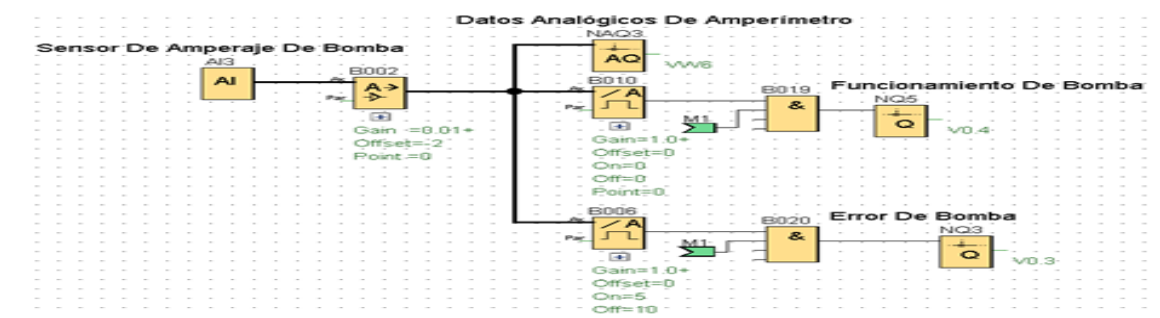 Datos Analógicos De Amperímetro
Sensor De Amperaje De Bomba
NAQ3
AI3
AI
B002
Ax
A→
Par
AQ
VW6
Gain =0.01+
Offset=-2
Point =0
B010
Ax
A
Par
Gain=1.0+
Offset=0
On=0
Off=0
Point=0
M1
B019
&
Funcionamiento De Bomba
NQ5
Q
V0.4
B006
Ax
A
Par
Gain=1.0+
Offset=0
On=5
Off=10
M1
B020
&
Error De Bomba
NQ3
Q
V0.3